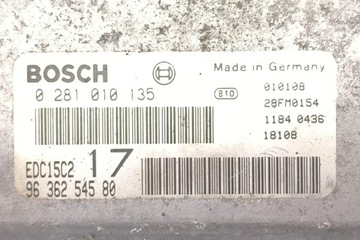 BOSCH
Made in Germany
0 281 010 135
810
010108
28FM0154
1184 0436
18108
EDC15C2 17
96 362 545 80